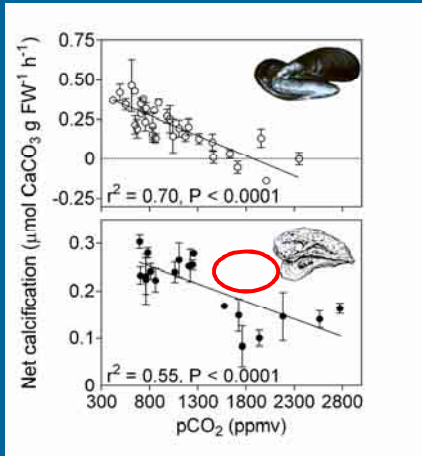 Net calcification (μmol CaCO3 g FW-1 h-1)
0.75
0.50
0.25
0
-0.25
r2 = 0.70, P < 0.0001
0.3
0.2
0.1
0
r2 = 0.55. P < 0.0001
300 800 1300 1800 2300 2800
pCO2 (ppmv)